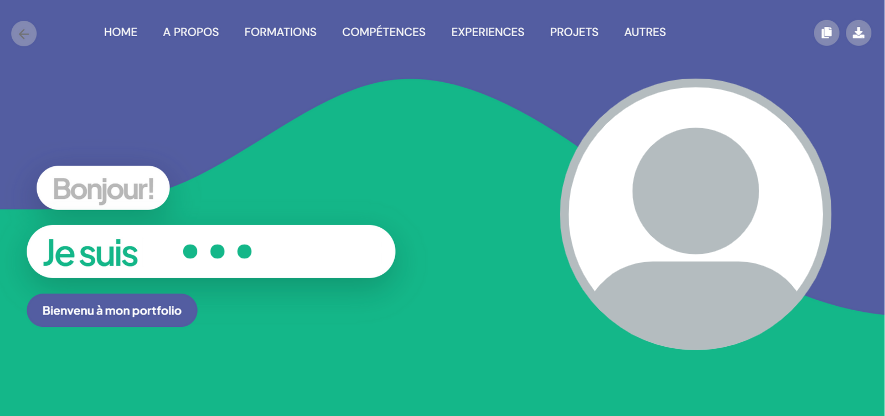 HOME A PROPOS FORMATIONS COMPÉTENCES EXPERIENCES PROJETS AUTRES
Bonjour!
Je suis
Bienvenu à mon portfolio